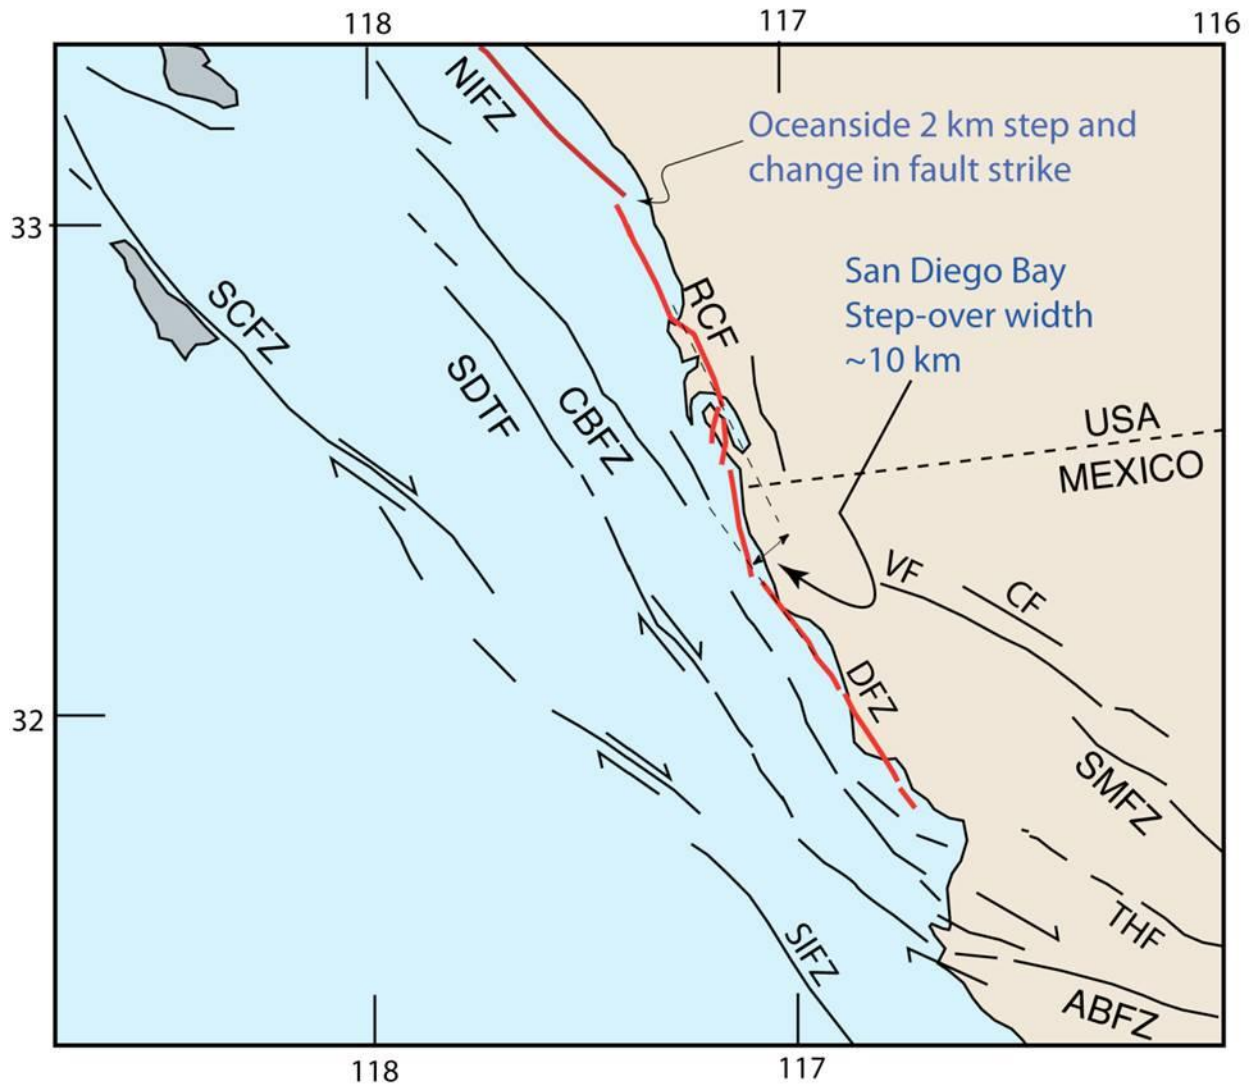 118
117
116
NIFZ
Oceanside 2 km step and
change in fault strike
33
San Diego Bay
Step-over width
~10 km
RCF
SCFZ
SDTF
CBFZ
USA
MEXICO
VF
CF
DFZ
32
SMFZ
THF
SIFZ
ABFZ
118
117